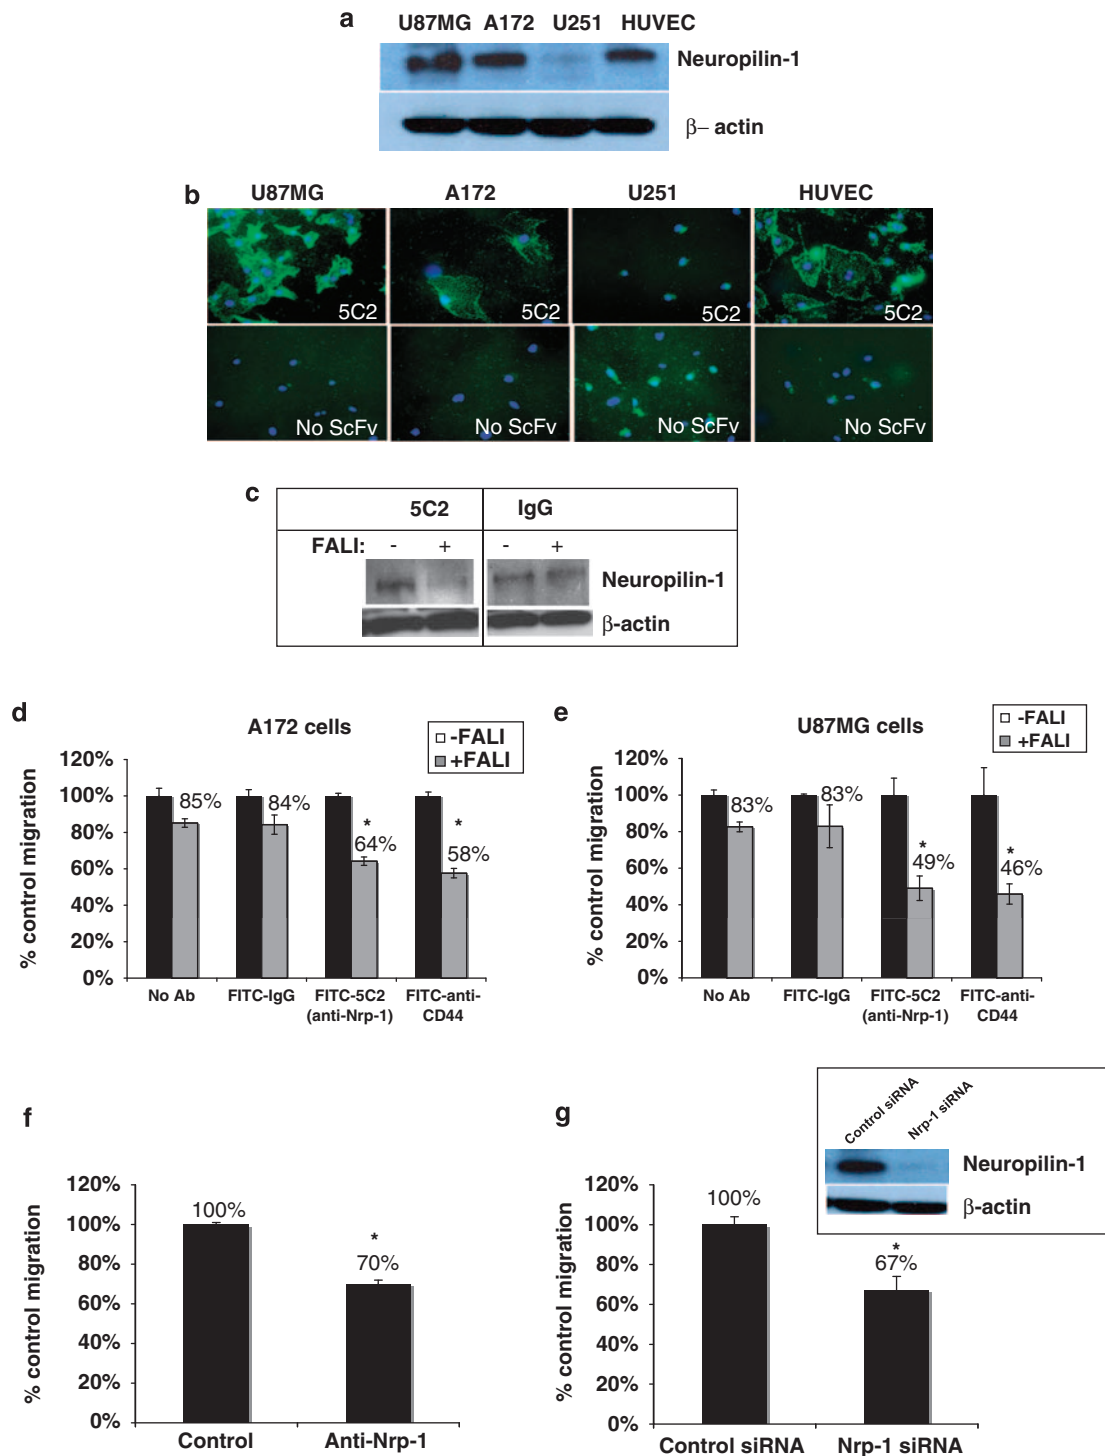 a
U87MG A172 U251 HUVEC
Neuropilin-1
β– actin
b
U87MG A172 U251 HUVEC
5C2 5C2 5C2 5C2
No ScFv No ScFv No ScFv No ScFv
c
5C2 IgG
FALI: - + - +
Neuropilin-1
β-actin
d
A172 cells
-FALI
+FALI
% control migration
120%
100%
80%
60%
40%
20%
0%
85% 84% * 64% * 58%
No Ab FITC-IgG FITC-5C2 (anti-Nrp-1) FITC-anti-CD44
e
U87MG cells
-FALI
+FALI
% control migration
120%
100%
80%
60%
40%
20%
0%
83% 83% * 49% * 46%
No Ab FITC-IgG FITC-5C2 (anti-Nrp-1) FITC-anti-CD44
f
% control migration
120%
100%
80%
60%
40%
20%
0%
100% * 70%
Control Anti-Nrp-1
g
Control siRNA Nrp-1 siRNA
Neuropilin-1
β-actin
% control migration
120%
100%
80%
60%
40%
20%
0%
100% * 67%
Control siRNA Nrp-1 siRNA